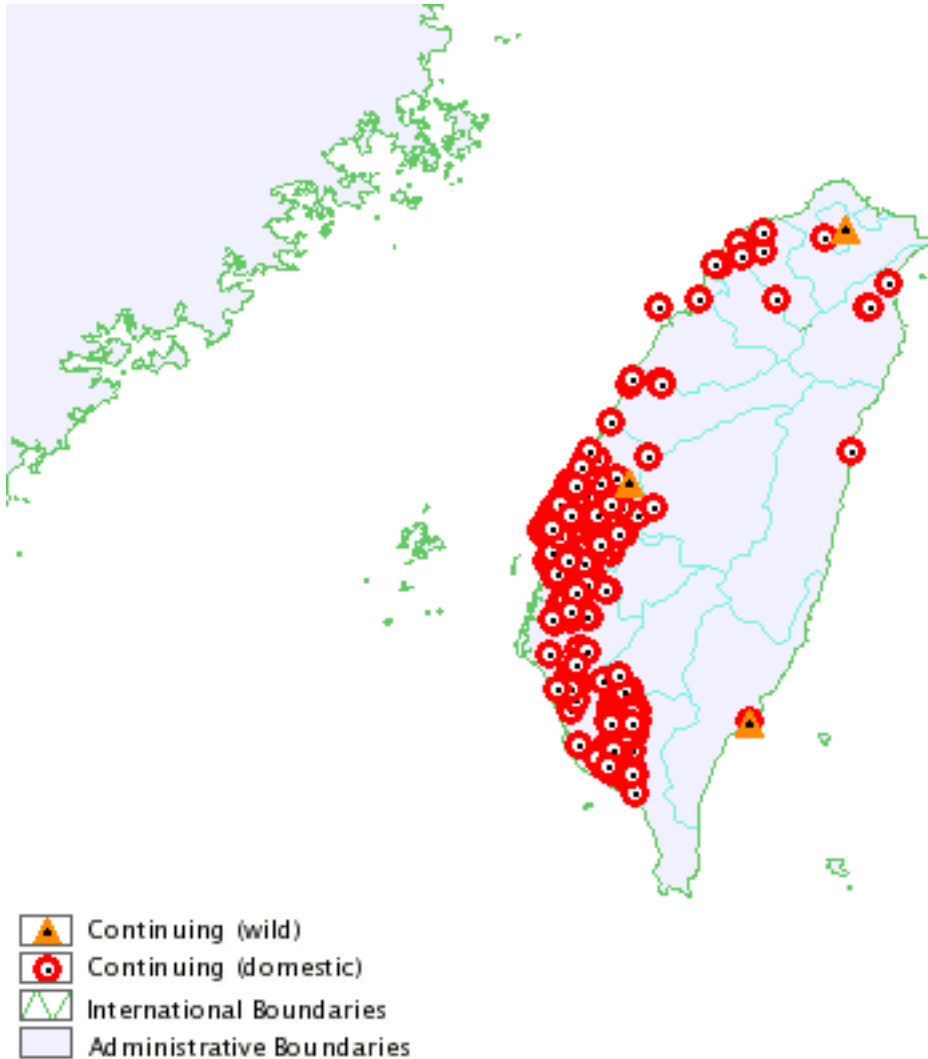 Continuing (wild)
Continuing (domestic)
International Boundaries
Administrative Boundaries